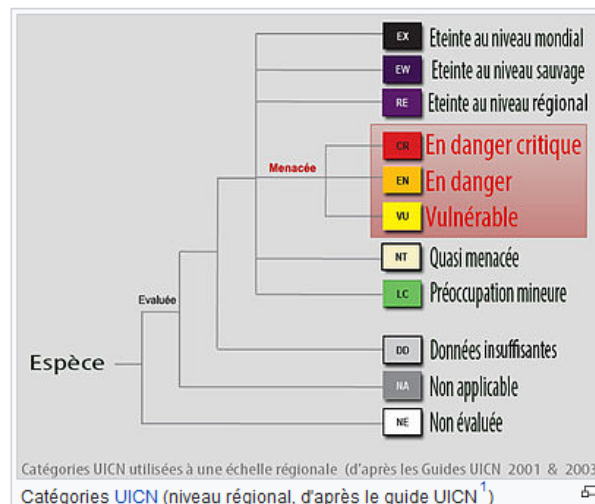 EX Eteinte au niveau mondial
EW Eteinte au niveau sauvage
RE Eteinte au niveau régional
CR En danger critique
Menacée
EN En danger
VU Vulnérable
NT Quasi menacée
LC Préoccupation mineure
Evaluée
DD Données insuffisantes
Espèce
NA Non applicable
NE Non évaluée
Catégories UICN utilisées à une échelle régionale (d'après les Guides UICN 2001 & 2003
Catégories UICN (niveau régional, d'après le guide UICN1)